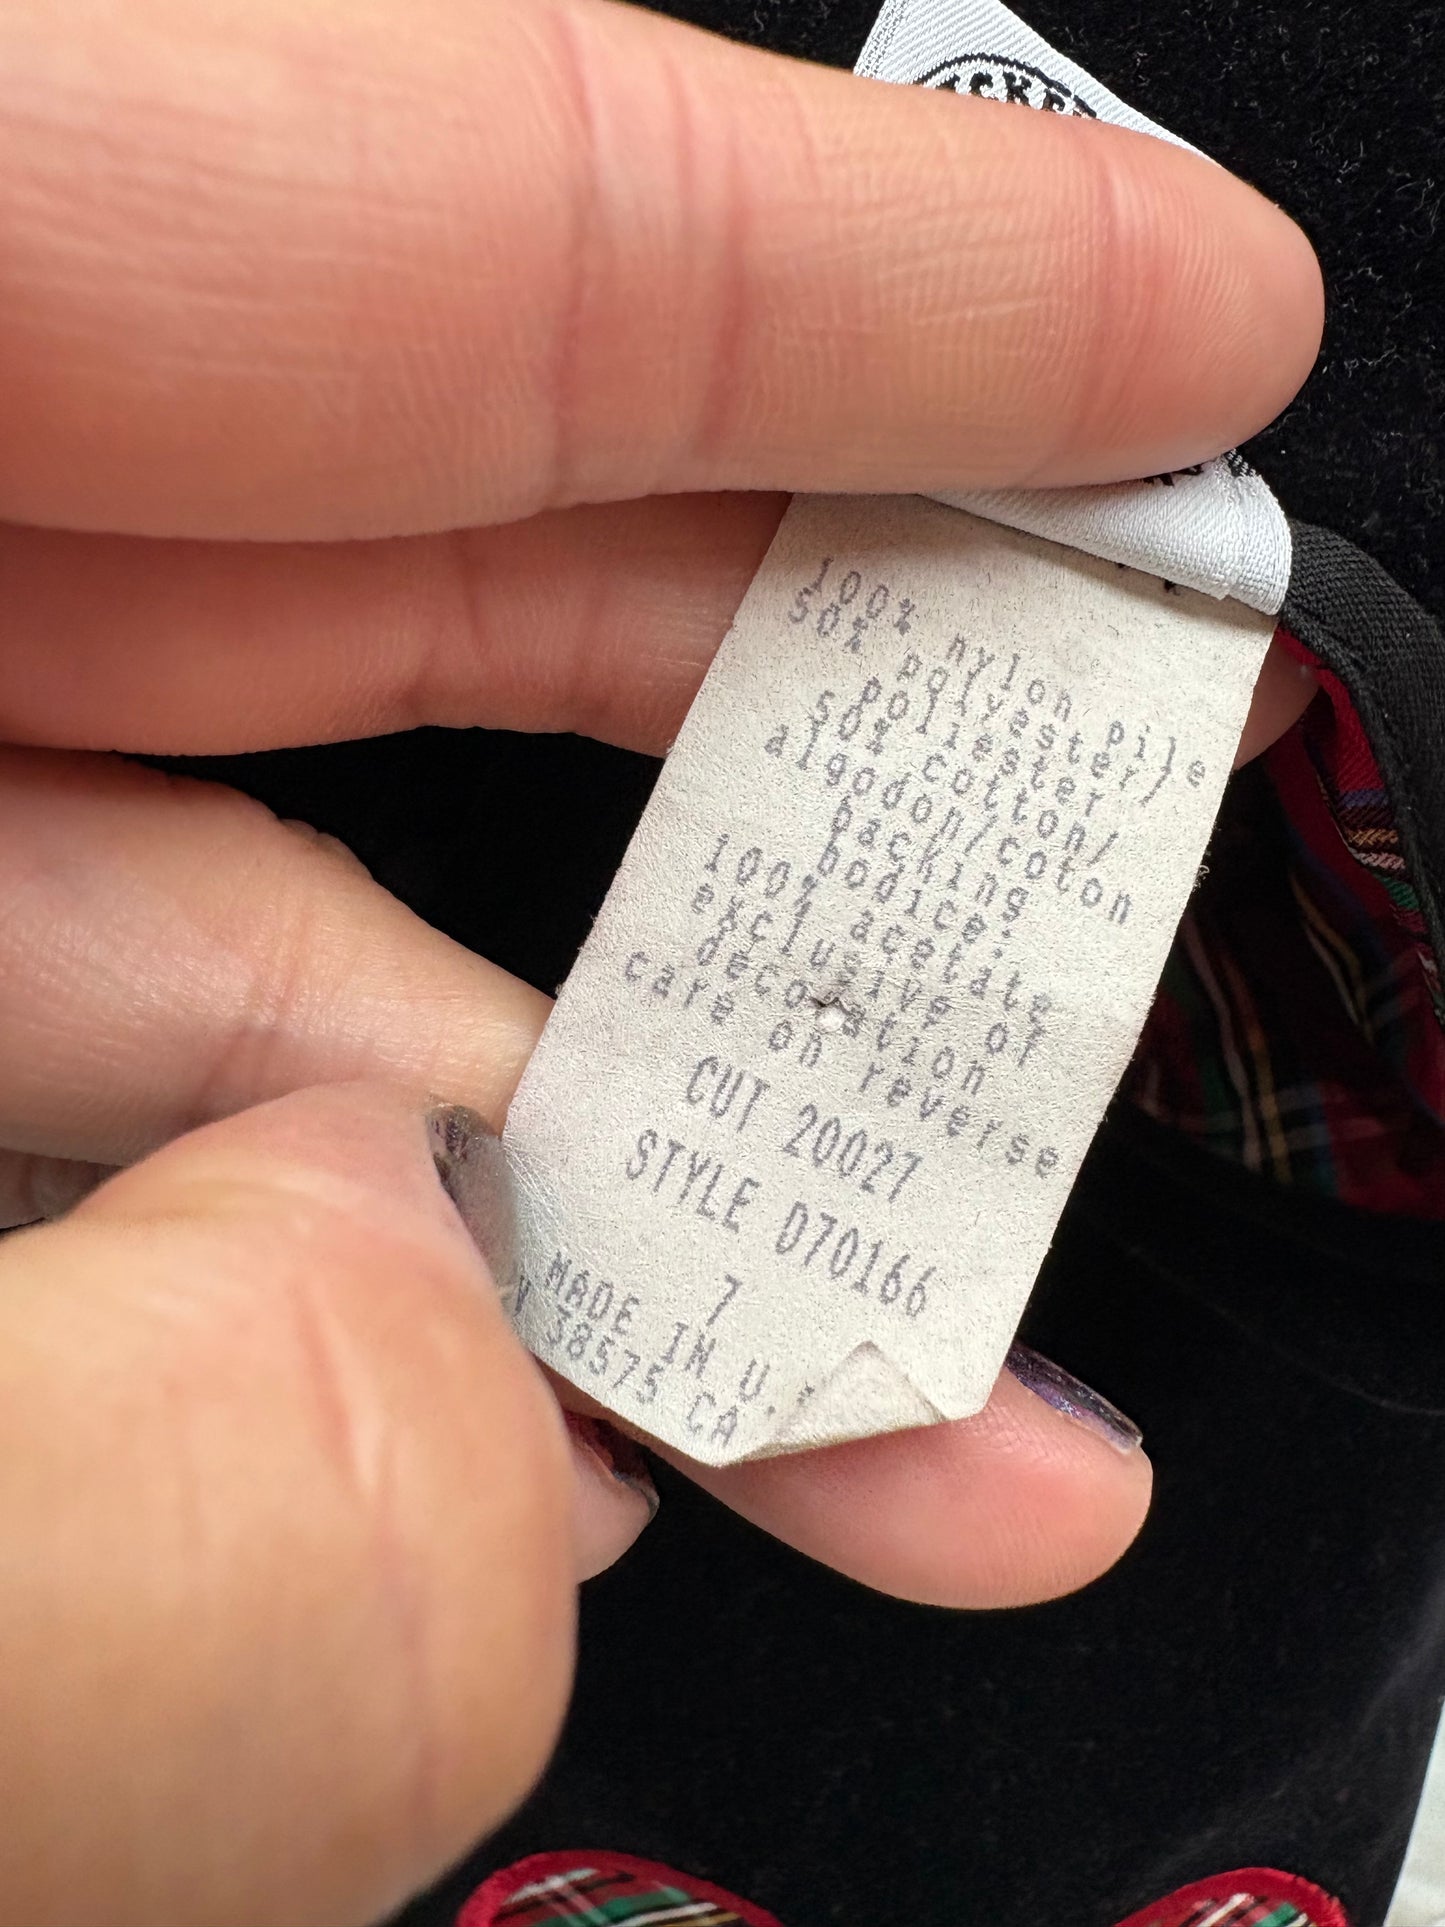 100% nylon pile
50% polyester/
poliester
50% cotton/
algodon/coton
backing
bodice:
100% acetate
exclusive of
decoration
care on reverse
CUT 20027
STYLE D70166
7
MADE IN U.
38575 CA